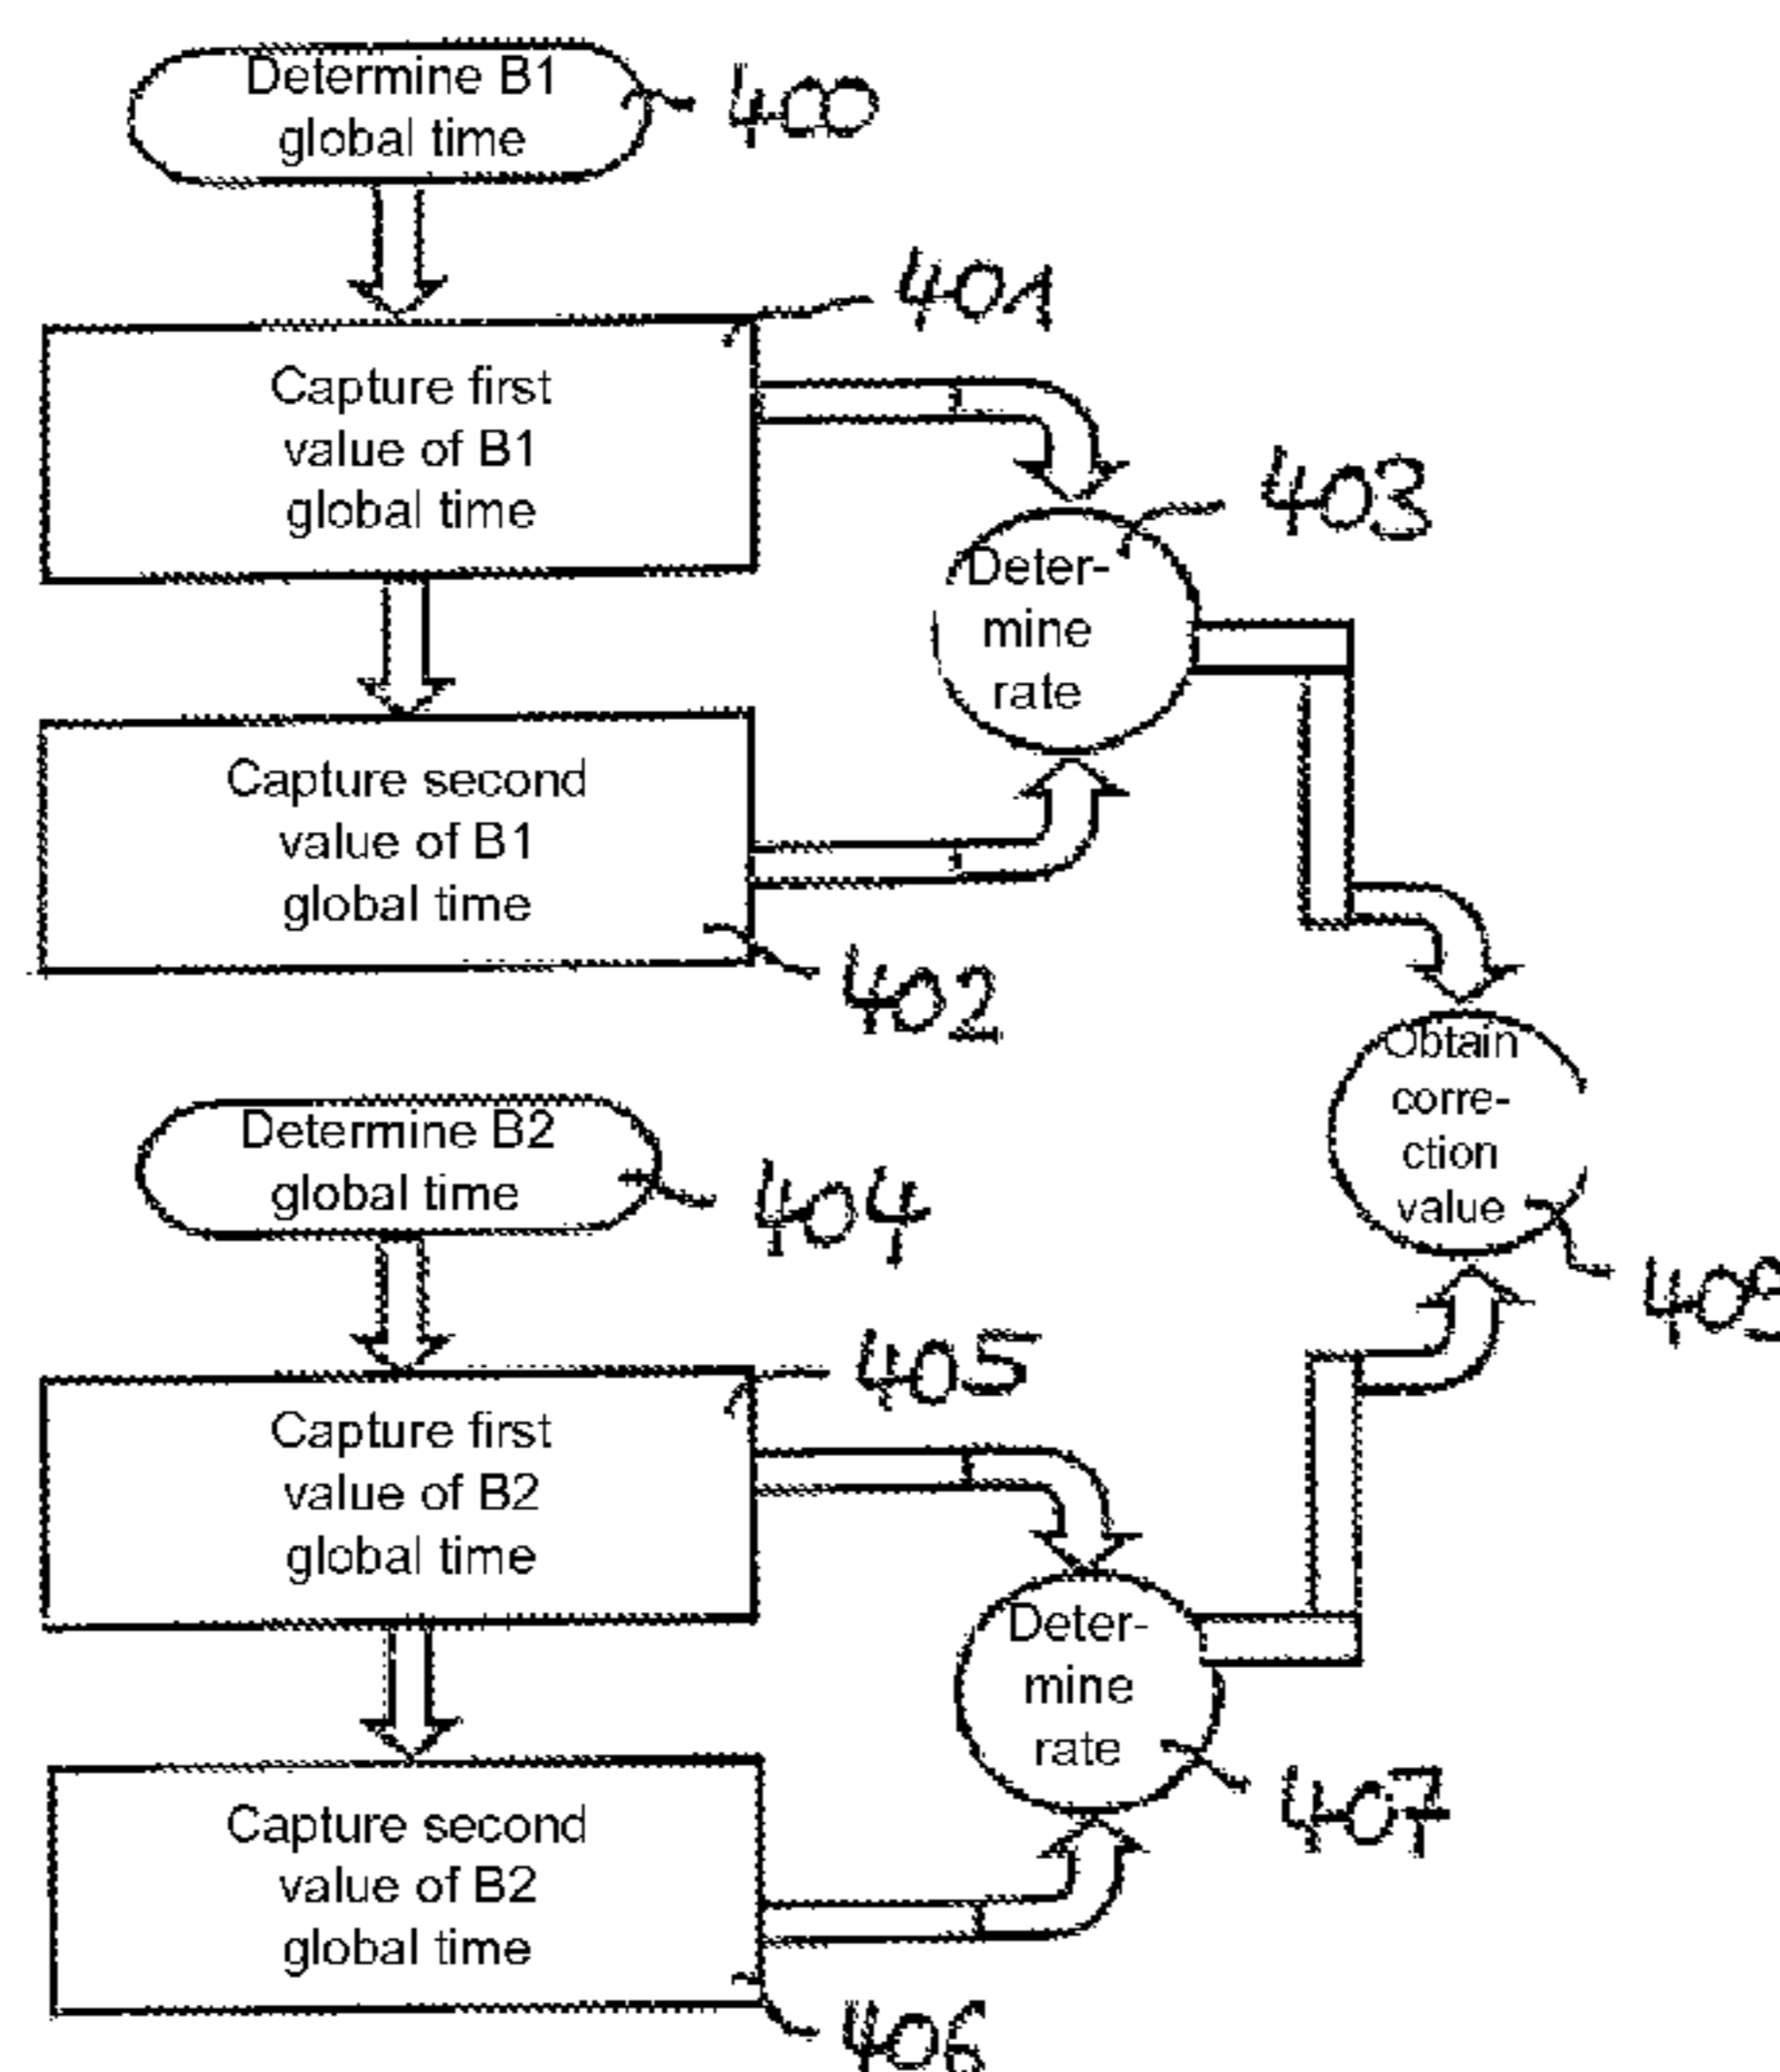 Determine B1
global time
400
401
Capture first
value of B1
global time
403
Deter-
mine
rate
Capture second
value of B1
global time
402
Obtain
corre-
ction
value
Determine B2
global time
404
405
Capture first
value of B2
global time
Deter-
mine
rate
407
Capture second
value of B2
global time
406